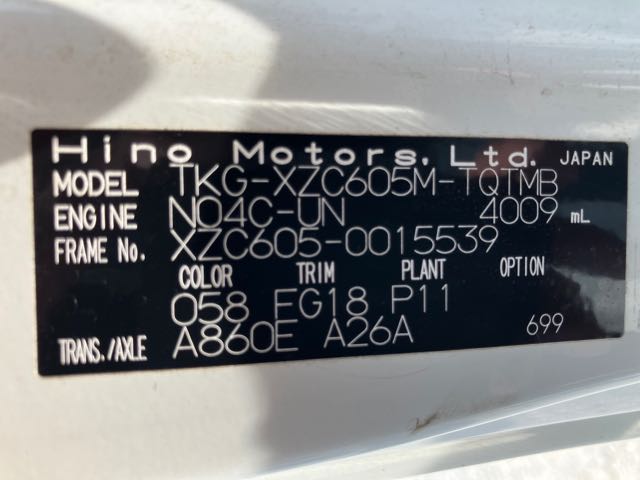 Hino Motors, Ltd. JAPAN
MODEL TKG-XZC605M-TQTMB
ENGINE N04C-UN 4009 mL
FRAME No. XZC605-0015539
COLOR TRIM PLANT OPTION
058 FG18 P11
TRANS./AXLE A860E A26A 699